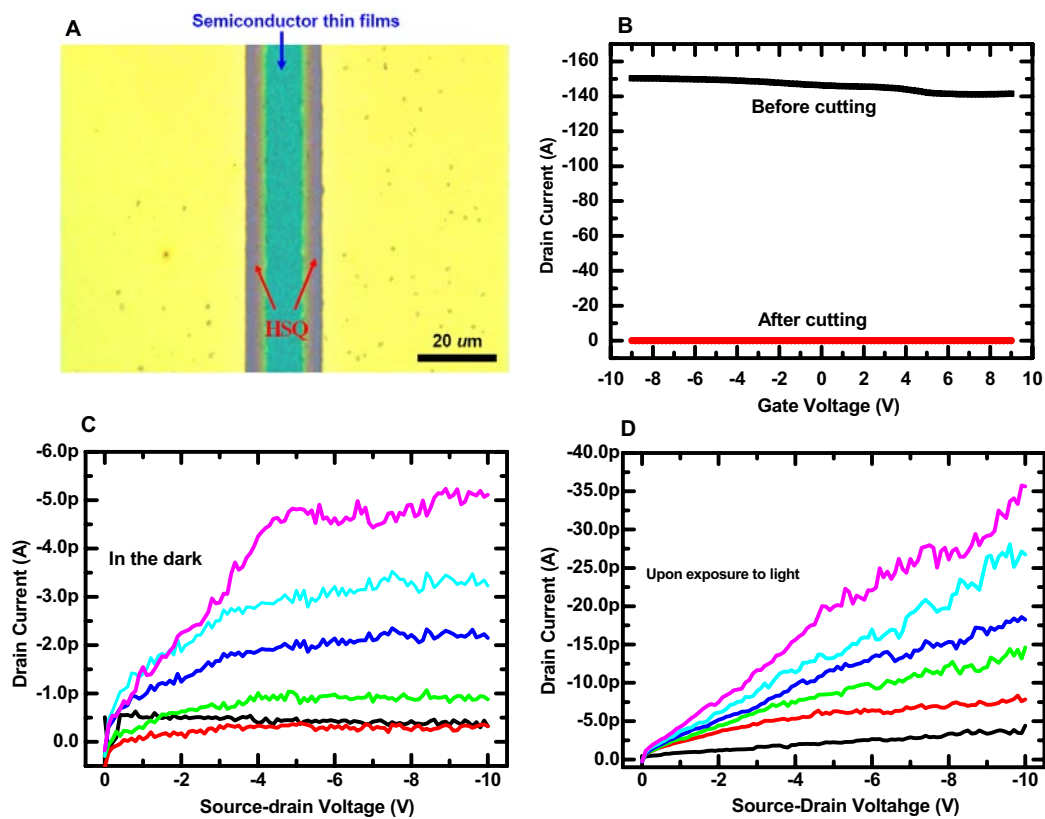 A
Semiconductor thin films
HSQ
20 um
B
-160
-140
-120
-100
-80
-60
-40
-20
0
Drain Current (A)
Before cutting
After cutting
-10 -8 -6 -4 -2 0 2 4 6 8 10
Gate Voltage (V)
C
-6.0p
-5.0p
-4.0p
-3.0p
-2.0p
-1.0p
0.0
Drain Current (A)
In the dark
0 -2 -4 -6 -8 -10
Source-drain Voltage (V)
D
-40.0p
-35.0p
-30.0p
-25.0p
-20.0p
-15.0p
-10.0p
-5.0p
0.0
Drain Current (A)
Upon exposure to light
0 -2 -4 -6 -8 -10
Source-Drain Voltahge (V)